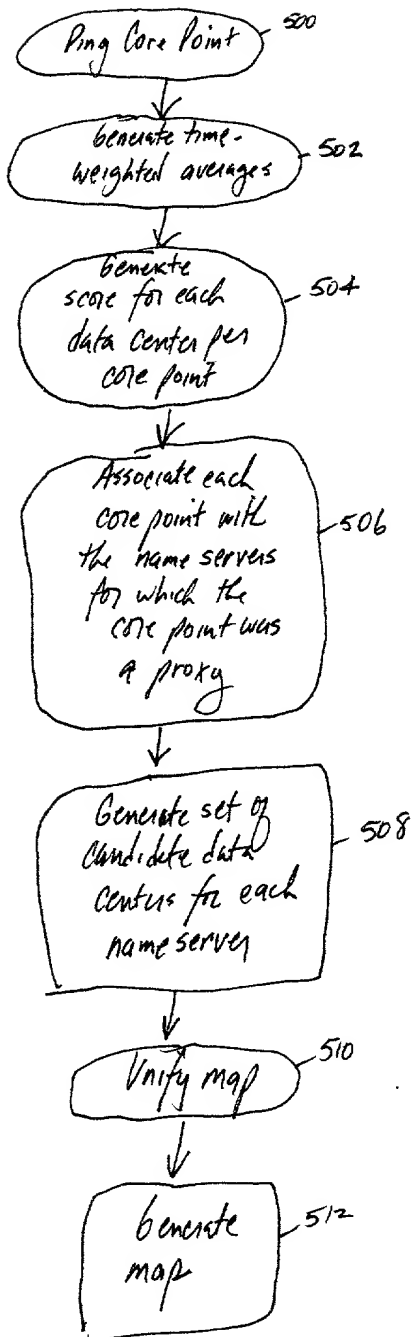 Ping Core Point
500
Generate time-
weighted averages
502
Generate
score for each
data center per
core point
504
Associate each
core point with
the name servers
for which the
core point was
a proxy
506
Generate set of
candidate data
centers for each
name server
508
Unify map
510
Generate
map
512